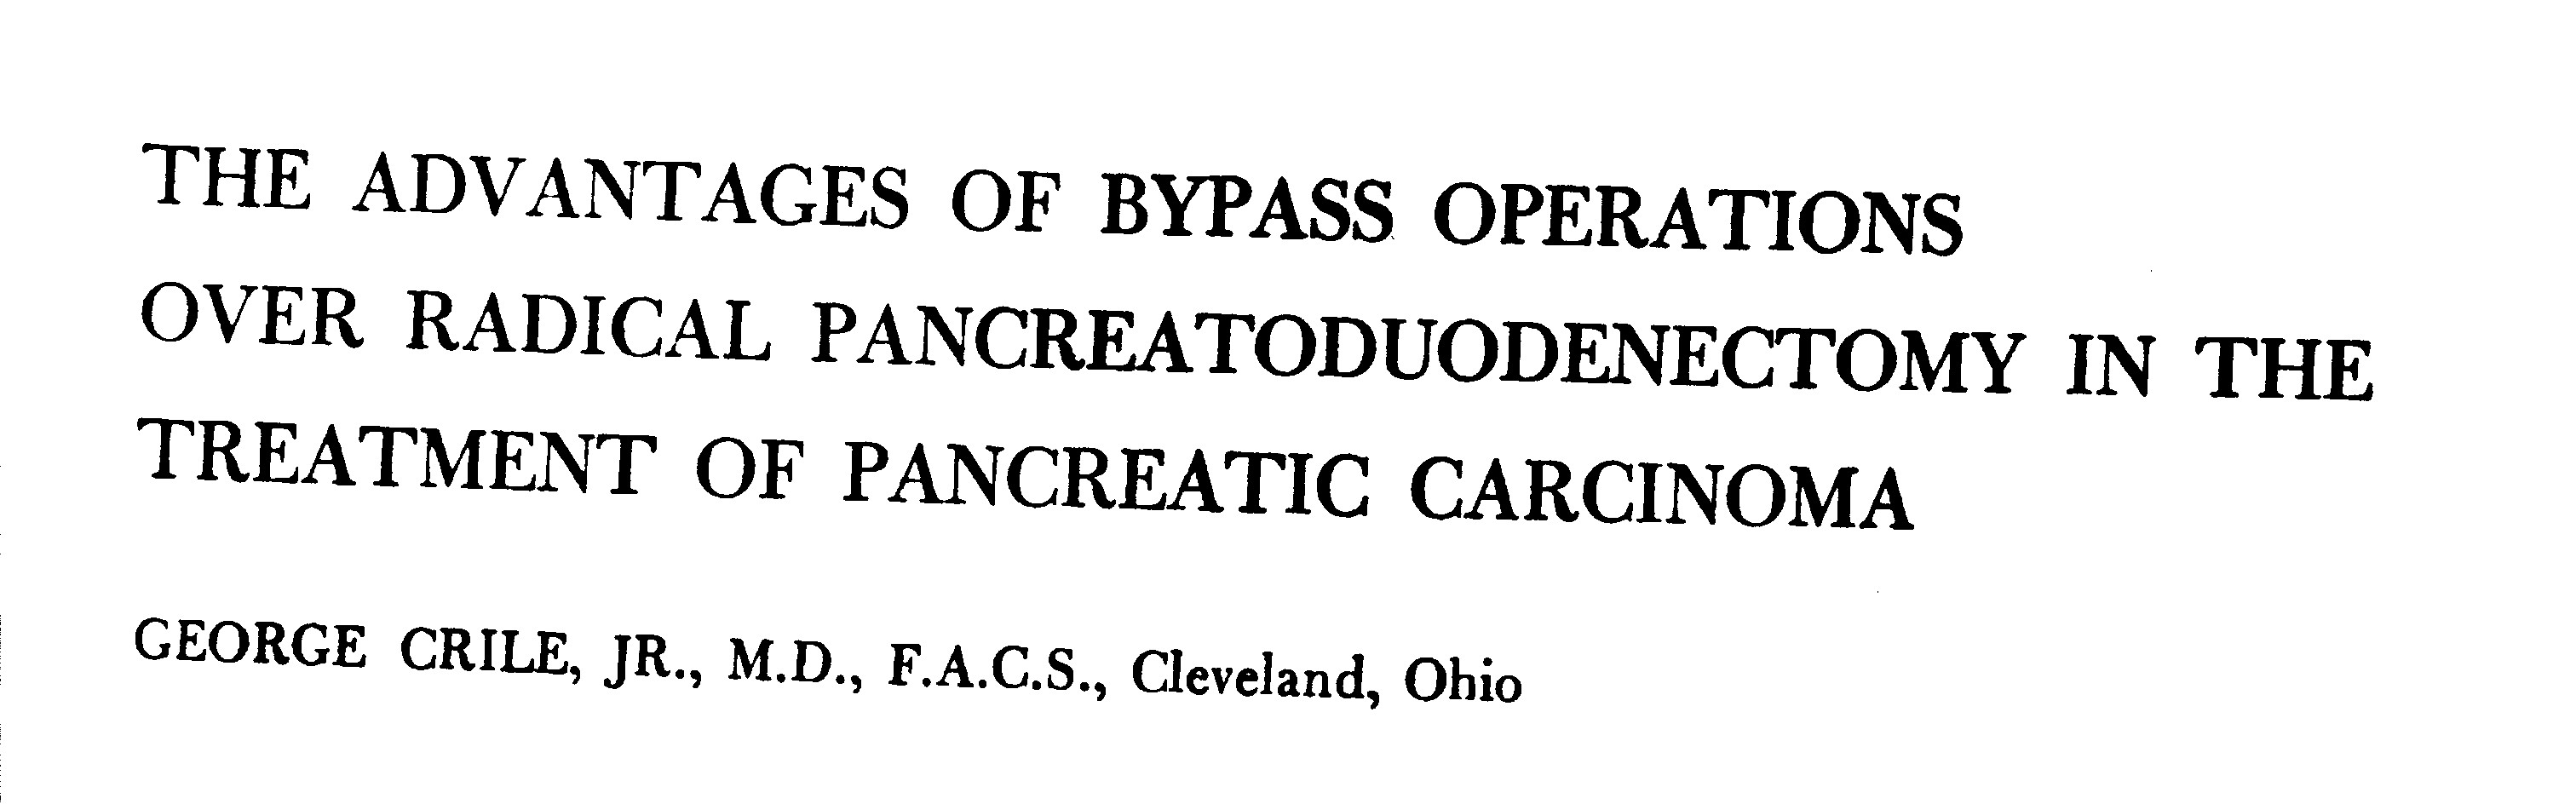 THE ADVANTAGES OF BYPASS OPERATIONS
OVER RADICAL PANCREATODUODENECTOMY IN THE
TREATMENT OF PANCREATIC CARCINOMA
GEORGE CRILE, JR., M.D., F.A.C.S., Cleveland, Ohio